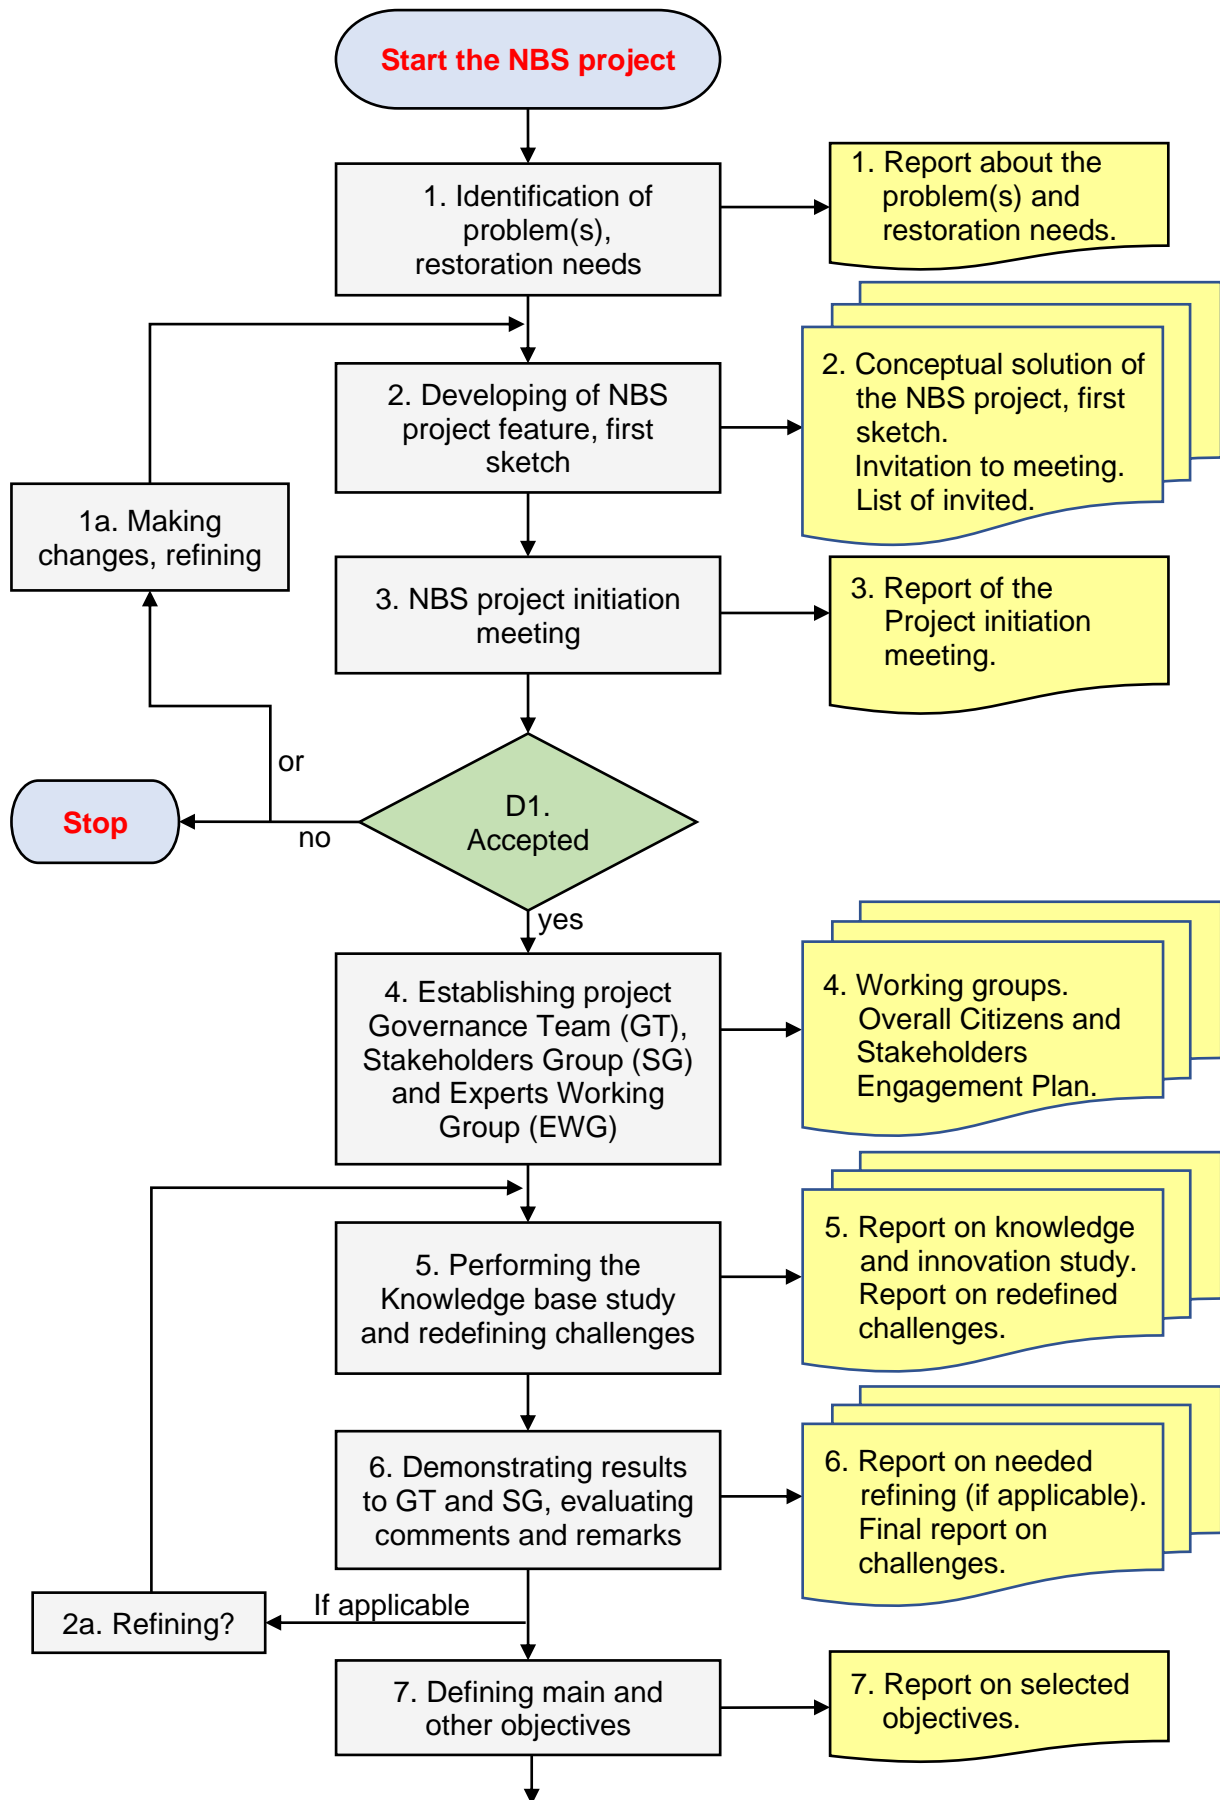 Start the NBS project
1. Identification of
problem(s),
restoration needs
1. Report about the
problem(s) and
restoration needs.
2. Developing of NBS
project feature, first
sketch
2. Conceptual solution of
the NBS project, first
sketch.
Invitation to meeting.
List of invited.
1a. Making
changes, refining
3. NBS project initiation
meeting
3. Report of the
Project initiation
meeting.
or
Stop
no
D1.
Accepted
yes
4. Establishing project
Governance Team (GT),
Stakeholders Group (SG)
and Experts Working
Group (EWG)
4. Working groups.
Overall Citizens and
Stakeholders
Engagement Plan.
5. Performing the
Knowledge base study
and redefining challenges
5. Report on knowledge
and innovation study.
Report on redefined
challenges.
6. Demonstrating results
to GT and SG, evaluating
comments and remarks
6. Report on needed
refining (if applicable).
Final report on
challenges.
2a. Refining?
If applicable
7. Defining main and
other objectives
7. Report on selected
objectives.